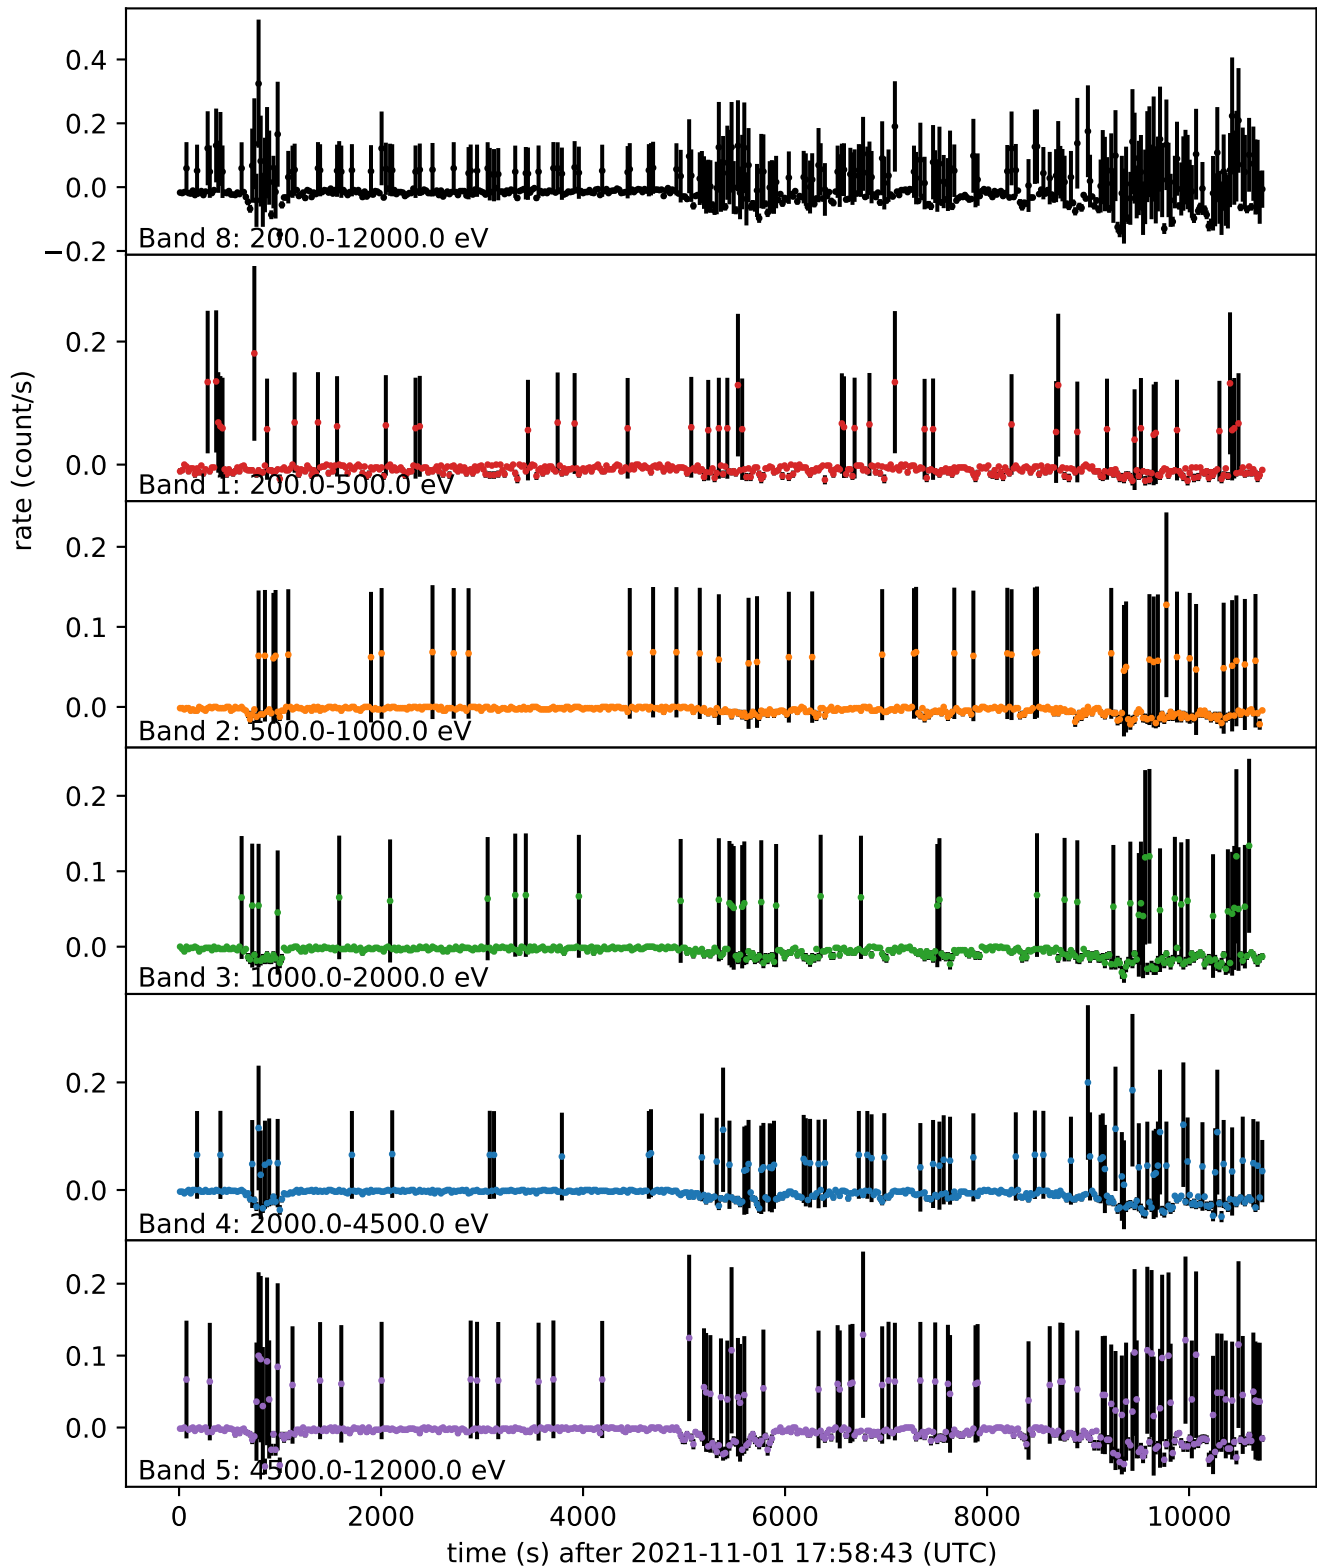 0.4
0.2
0.0
−0.2
Band 8: 200.0-12000.0 eV
0.2
0.0
Band 1: 200.0-500.0 eV
rate (count/s)
0.2
0.1
0.0
Band 2: 500.0-1000.0 eV
0.2
0.1
0.0
Band 3: 1000.0-2000.0 eV
0.2
0.0
Band 4: 2000.0-4500.0 eV
0.2
0.1
0.0
Band 5: 4500.0-12000.0 eV
0 2000 4000 6000 8000 10000
time (s) after 2021-11-01 17:58:43 (UTC)